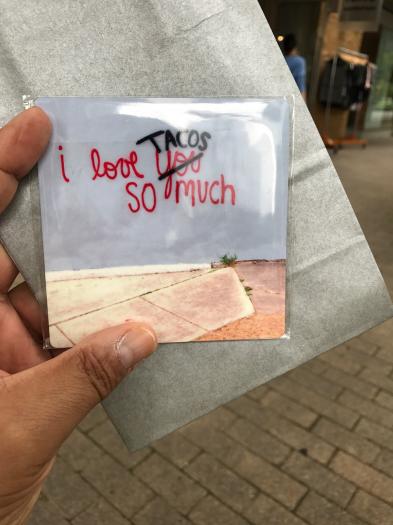 TACOS
i love you
so much